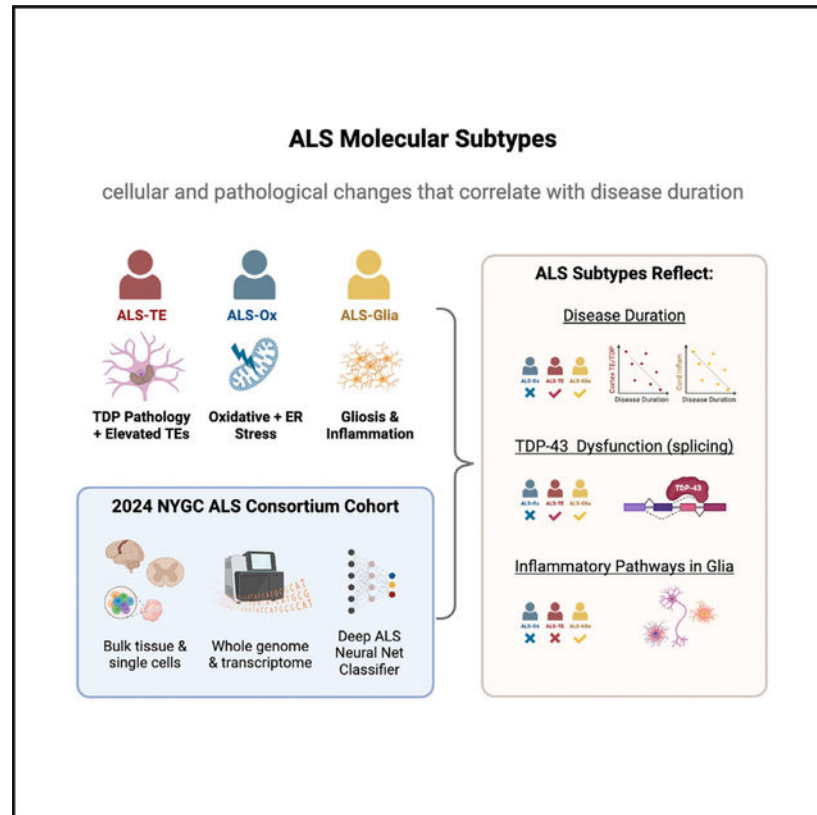 ALS Molecular Subtypes
cellular and pathological changes that correlate with disease duration
ALS-TE
ALS-Ox
ALS-Glia
TDP Pathology
+ Elevated TEs
Oxidative + ER
Stress
Gliosis &
Inflammation
2024 NYGC ALS Consortium Cohort
Bulk tissue &
single cells
Whole genome
& transcriptome
Deep ALS
Neural Net
Classifier
ALS Subtypes Reflect:
Disease Duration
ALS-Ox ALS-TE ALS-Glia
Cortex TE/TDP
Disease Duration
Cord Inflam
Disease Duration
TDP-43 Dysfunction (splicing)
ALS-Ox ALS-TE ALS-Glia
TDP-43
Inflammatory Pathways in Glia
ALS-Ox ALS-TE ALS-Glia